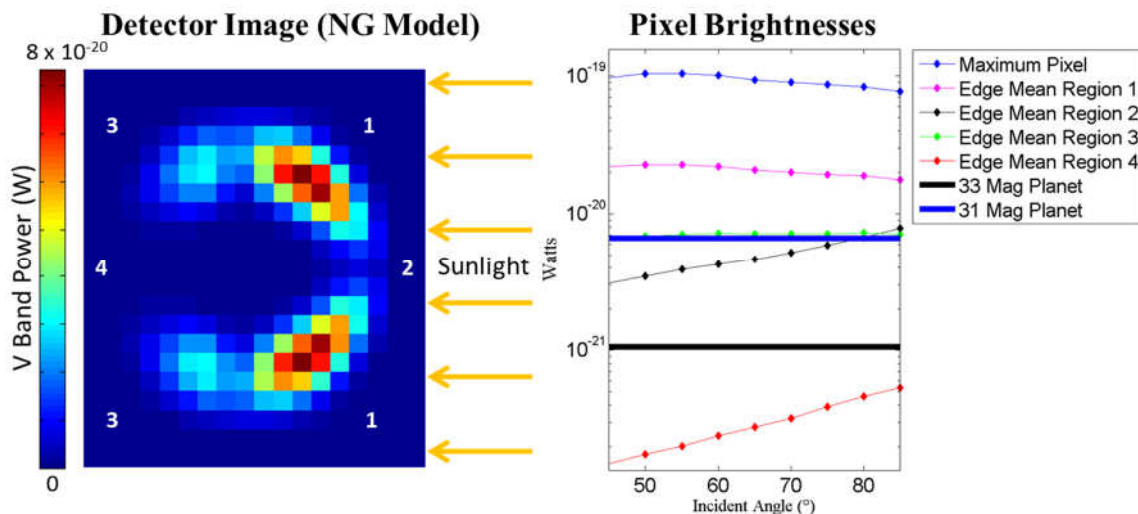 Detector Image (NG Model)
8 x 10⁻²⁰
V Band Power (W)
0
3
1
4
2
3
1
Sunlight
Pixel Brightnesses
Watts
10⁻¹⁹
10⁻²⁰
10⁻²¹
50 60 70 80
Incident Angle (°)
Maximum Pixel
Edge Mean Region 1
Edge Mean Region 2
Edge Mean Region 3
Edge Mean Region 4
33 Mag Planet
31 Mag Planet